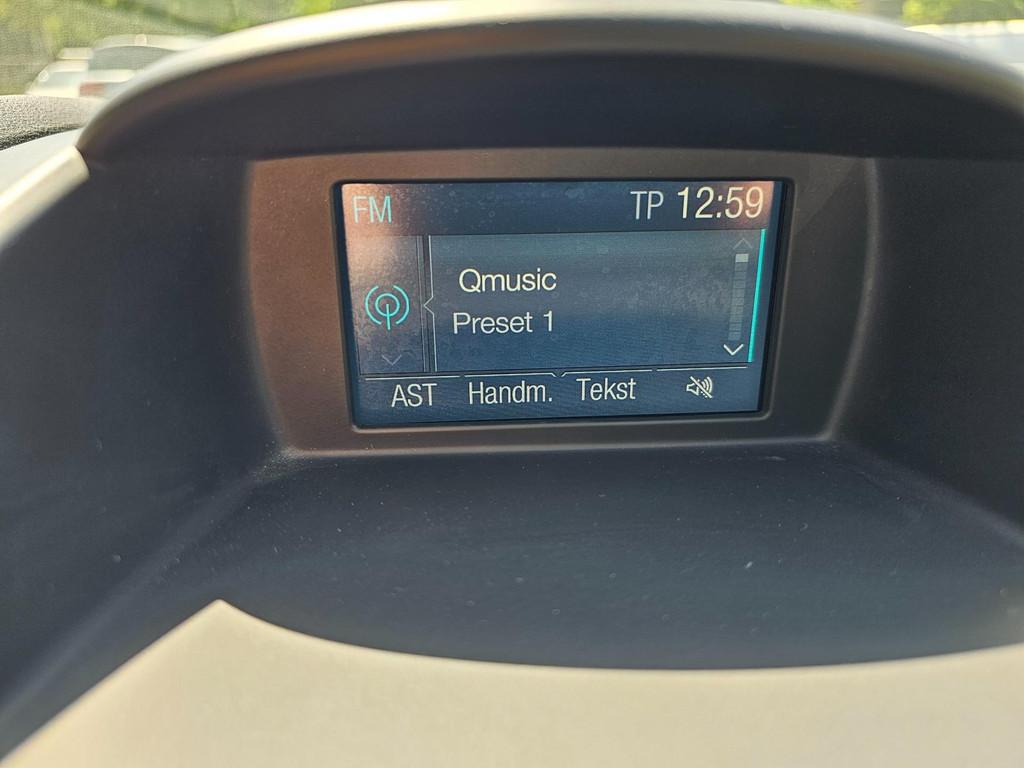 FM TP 12:59
Qmusic
Preset 1
AST Handm. Tekst